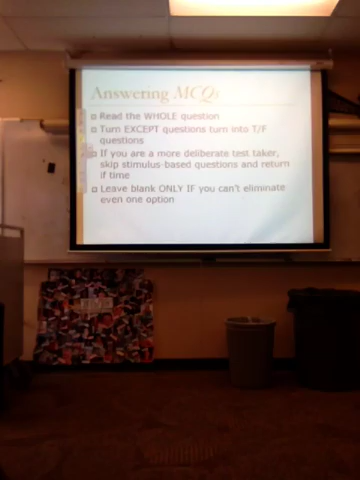 Answering MCQs
Read the WHOLE question
Turn EXCEPT questions turn into T/F
questions
If you are a more deliberate test taker,
skip stimulus-based questions and return
if time
Leave blank ONLY IF you can't eliminate
even one option